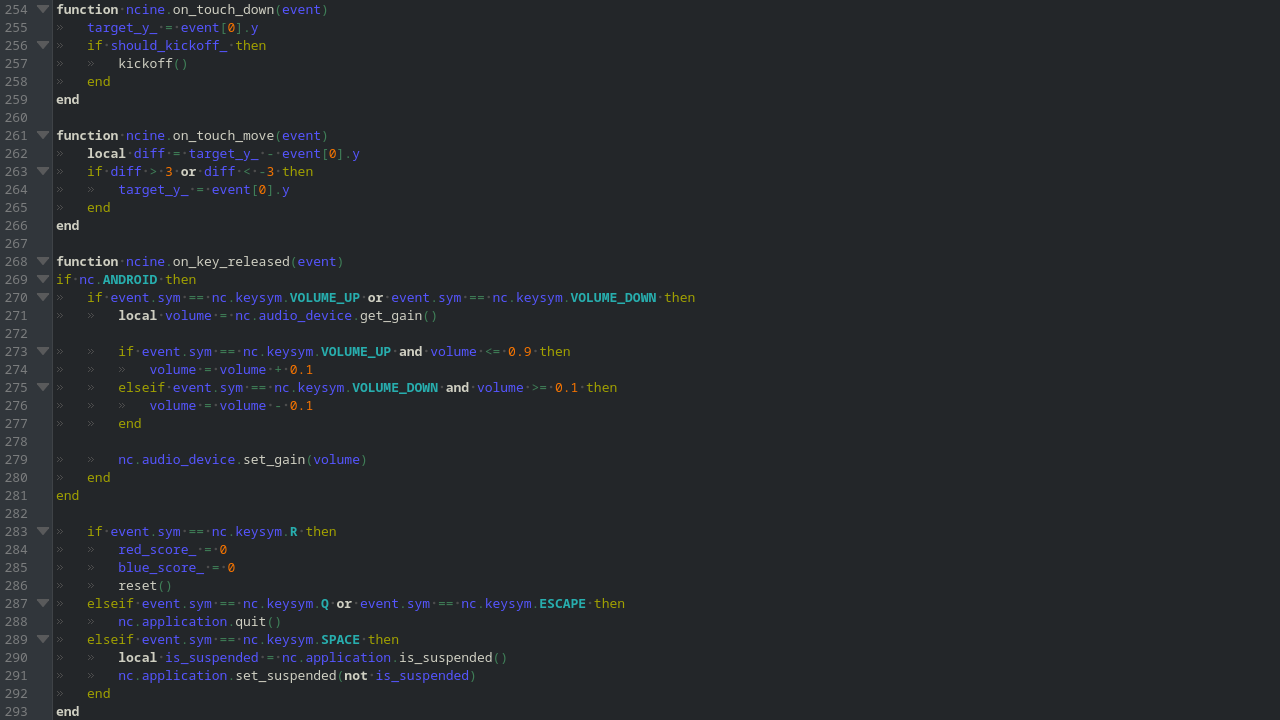 254 function ncine.on_touch_down(event)
255 » target_y_ = event[0].y
256 » if should_kickoff_ then
257 » » kickoff()
258 » end
259 end
260
261 function ncine.on_touch_move(event)
262 » local diff = target_y_ - event[0].y
263 » if diff > 3 or diff < -3 then
264 » » target_y_ = event[0].y
265 » end
266 end
267
268 function ncine.on_key_released(event)
269 if nc.ANDROID then
270 » if event.sym == nc.keysym.VOLUME_UP or event.sym == nc.keysym.VOLUME_DOWN then
271 » » local volume = nc.audio_device.get_gain()
272
273 » » if event.sym == nc.keysym.VOLUME_UP and volume <= 0.9 then
274 » » » volume = volume + 0.1
275 » » elseif event.sym == nc.keysym.VOLUME_DOWN and volume >= 0.1 then
276 » » » volume = volume - 0.1
277 » » end
278
279 » » nc.audio_device.set_gain(volume)
280 » end
281 end
282
283 » if event.sym == nc.keysym.R then
284 » » red_score_ = 0
285 » » blue_score_ = 0
286 » » reset()
287 » elseif event.sym == nc.keysym.Q or event.sym == nc.keysym.ESCAPE then
288 » » nc.application.quit()
289 » elseif event.sym == nc.keysym.SPACE then
290 » » local is_suspended = nc.application.is_suspended()
291 » » nc.application.set_suspended(not is_suspended)
292 » end
293 end